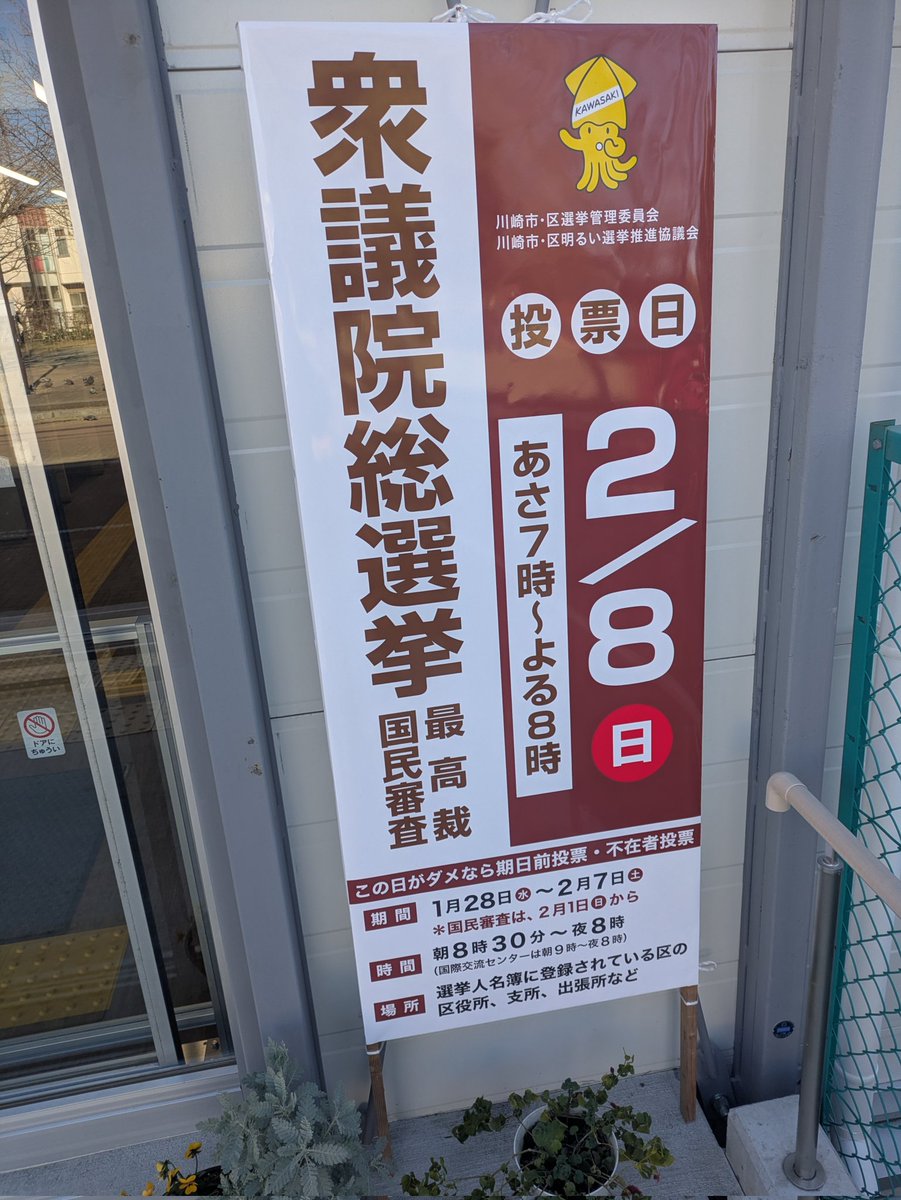 衆議院総選挙
最高裁
国民審査
KAWASAKI
川崎市・区選挙管理委員会
川崎市・区明るい選挙推進協議会
投票日
2/8
日
あさ7時〜よる8時
この日がダメなら期日前投票・不在者投票
期間 1月28日水〜2月7日土
＊国民審査は、2月1日日から
時間 朝8時30分〜夜8時
(国際交流センターは朝9時〜夜8時)
場所 選挙人名簿に登録されている区の
区役所、支所、出張所など
ドアに
ちゅうい